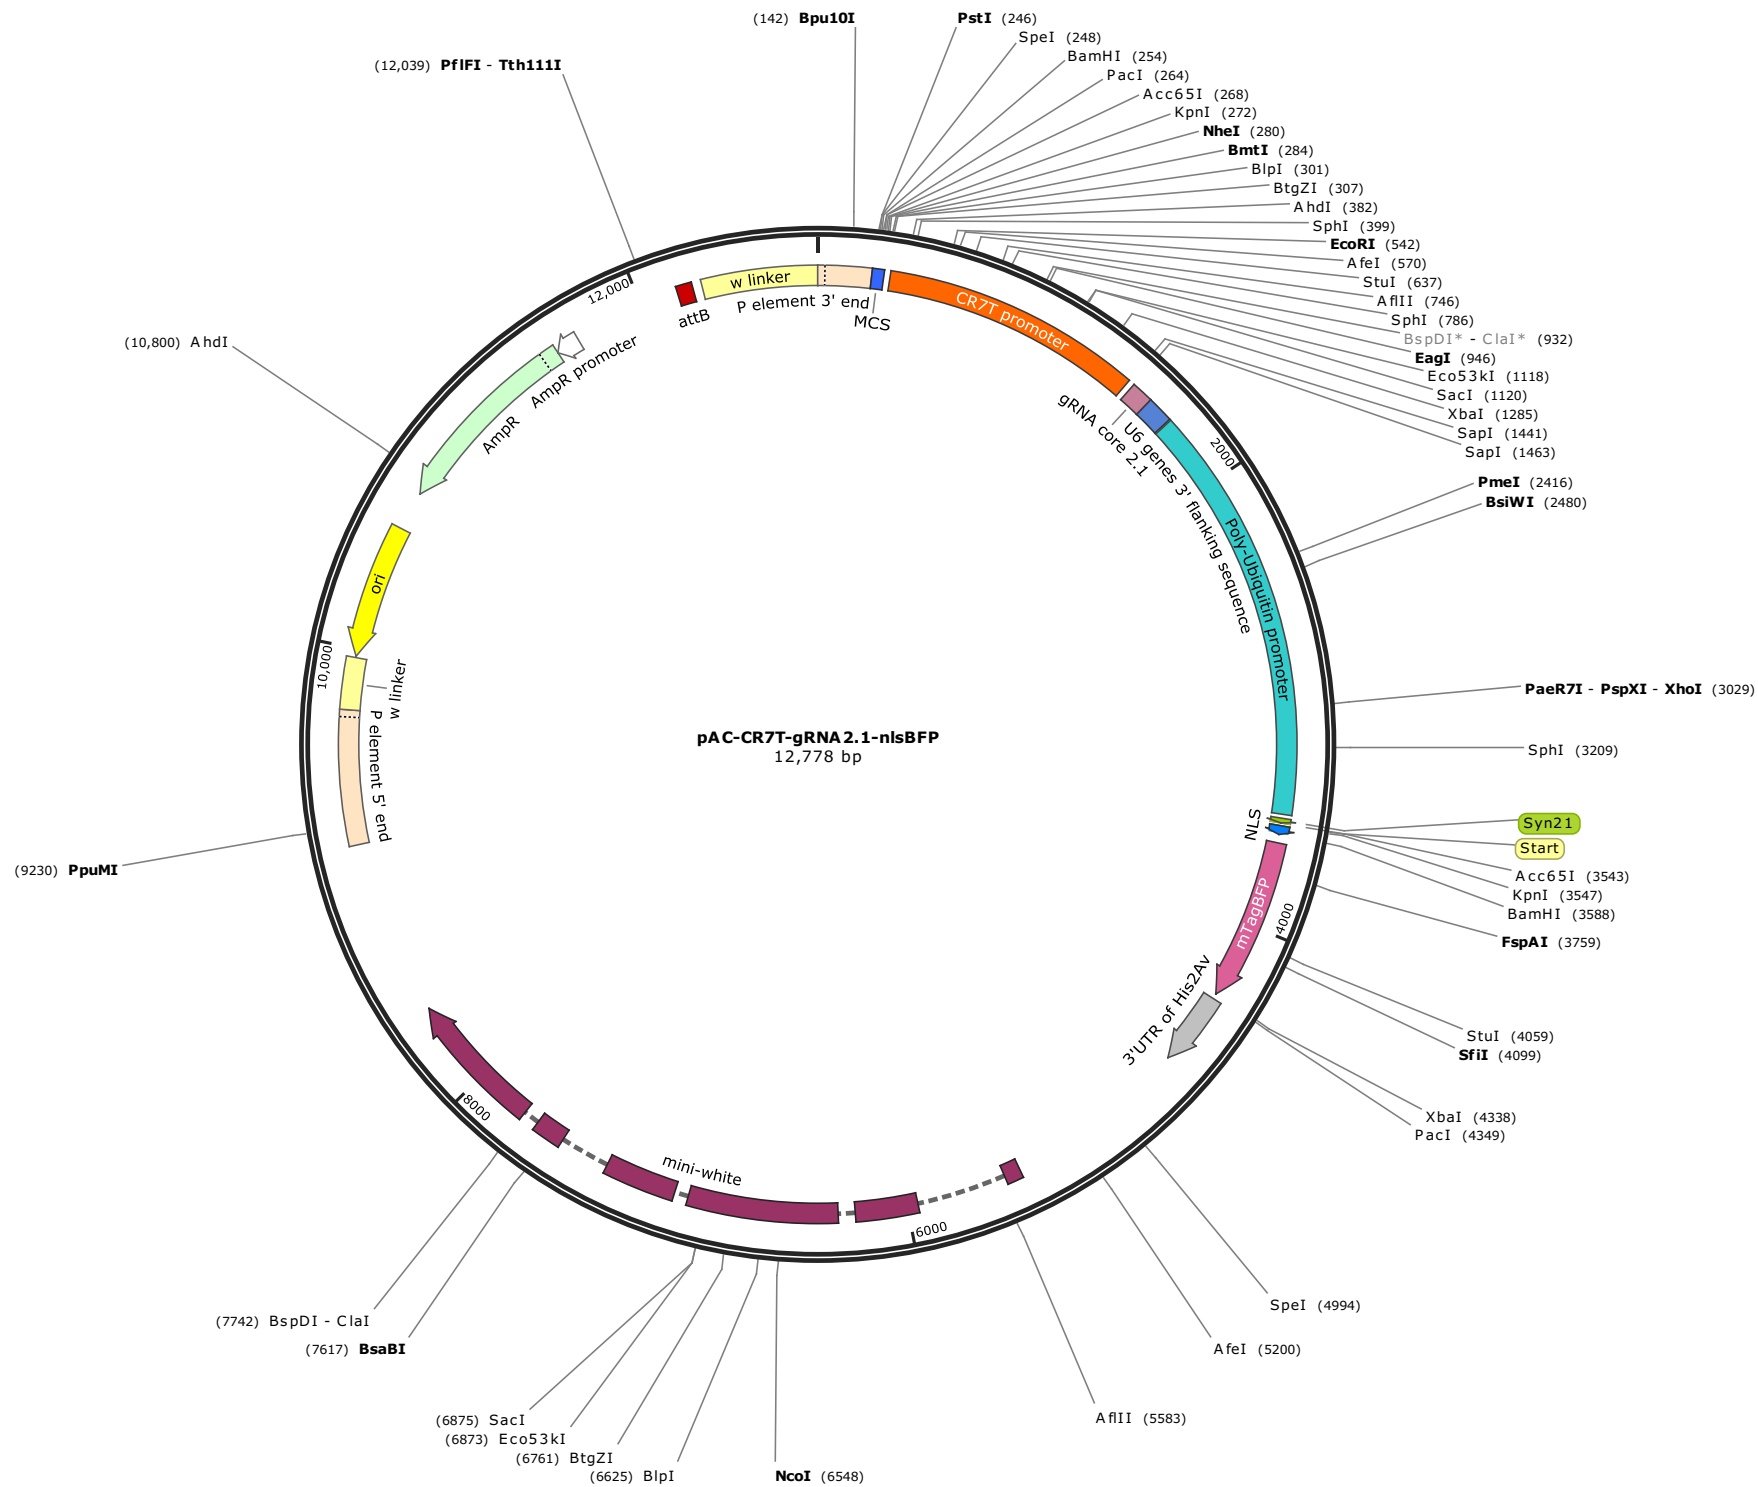 (142) Bpu10I
PstI (246)
SpeI (248)
BamHI (254)
PacI (264)
Acc65I (268)
KpnI (272)
NheI (280)
BmtI (284)
BlpI (301)
BtgZI (307)
AhdI (382)
SphI (399)
EcoRI (542)
AfeI (570)
StuI (637)
AflII (746)
SphI (786)
BspDI* - ClaI* (932)
EagI (946)
Eco53kI (1118)
SacI (1120)
XbaI (1285)
SapI (1441)
SapI (1463)
PmeI (2416)
BsiWI (2480)
PaeR7I - PspXI - XhoI (3029)
SphI (3209)
Syn21
Start
Acc65I (3543)
KpnI (3547)
BamHI (3588)
FspAI (3759)
StuI (4059)
SfiI (4099)
XbaI (4338)
PacI (4349)
SpeI (4994)
AfeI (5200)
AflII (5583)
NcoI (6548)
(6625) BlpI
(6761) BtgZI
(6873) Eco53kI
(6875) SacI
(7617) BsaBI
(7742) BspDI - ClaI
(9230) PpuMI
(10,800) AhdI
(12,039) PflFI - Tth111I
2000
4000
6000
8000
10,000
12,000
attB
w linker
P element 3' end
MCS
CR7T promoter
gRNA core 2.1
U6 genes 3' flanking sequence
Poly-Ubiquitin promoter
NLS
mTagBFP
3'UTR of His2Av
mini-white
P element 5' end
w linker
ori
AmpR
AmpR promoter
pAC-CR7T-gRNA2.1-nlsBFP
12,778 bp